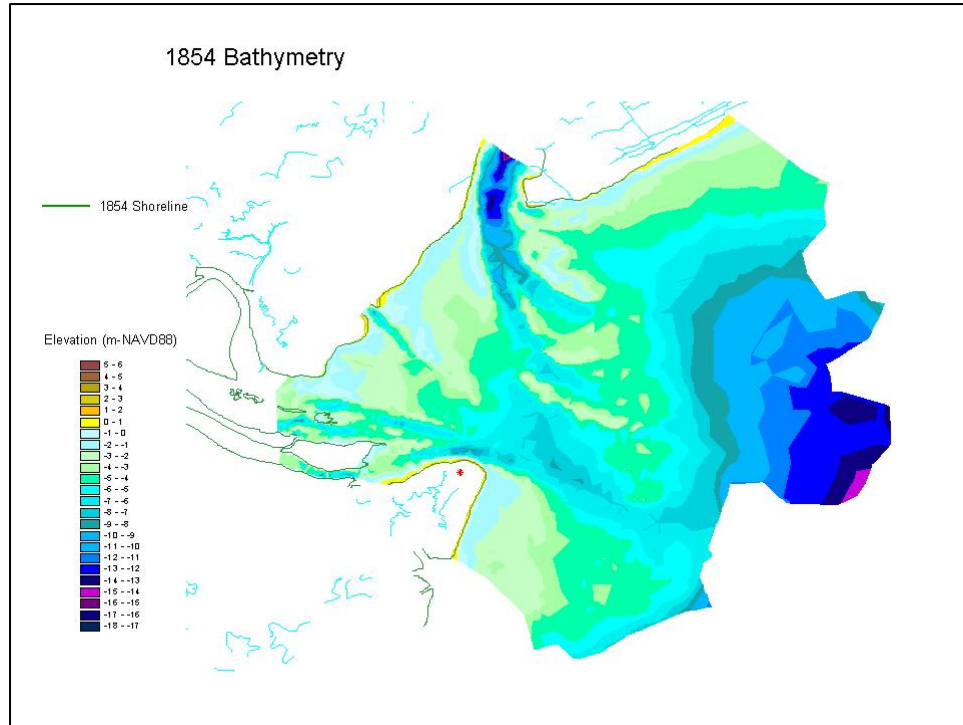 1854 Bathymetry
1854 Shoreline
Elevation (m-NAVD88)
5 - 6
4 - 5
3 - 4
2 - 3
1 - 2
0 - 1
-1 - 0
-2 - -1
-3 - -2
-4 - -3
-5 - -4
-6 - -5
-7 - -6
-8 - -7
-9 - -8
-10 - -9
-11 - -10
-12 - -11
-13 - -12
-14 - -13
-15 - -14
-16 - -15
-17 - -16
-18 - -17